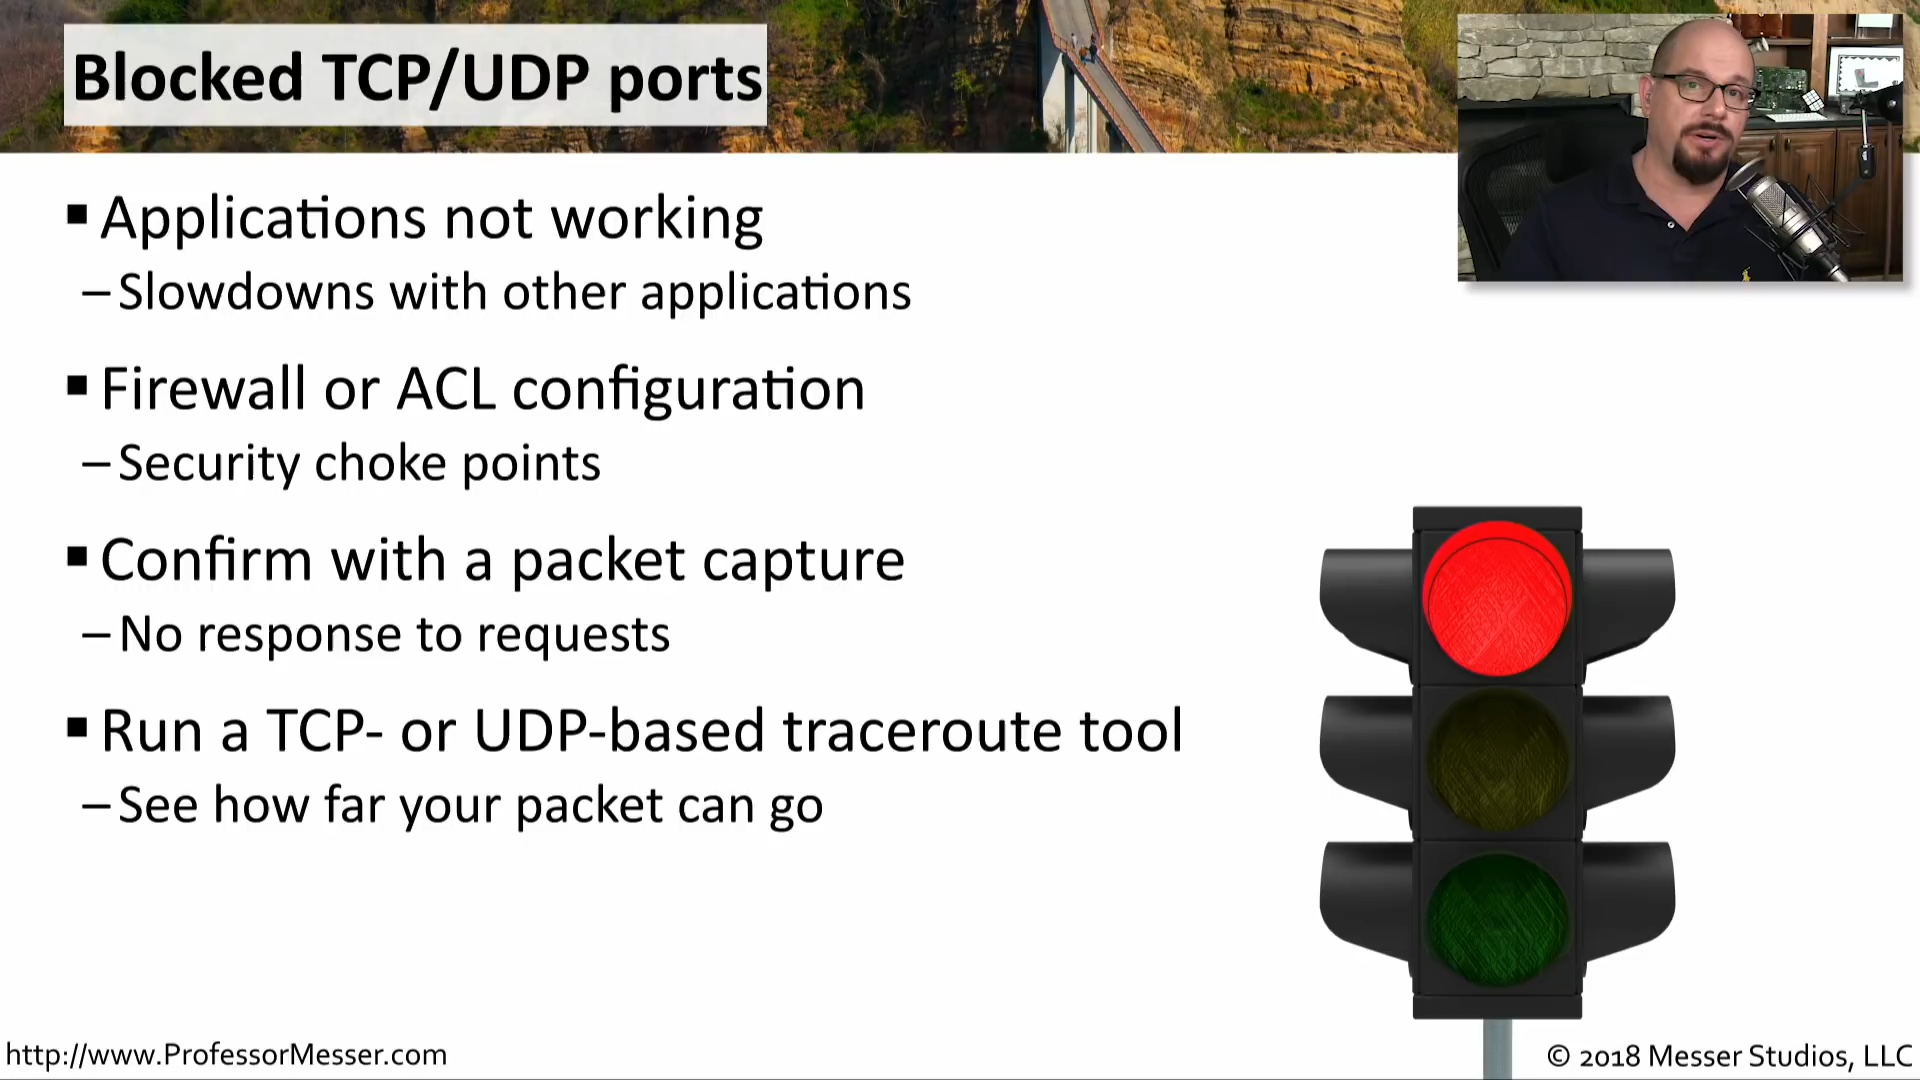 Blocked TCP/UDP ports
▪ Applications not working
– Slowdowns with other applications
▪ Firewall or ACL configuration
– Security choke points
▪ Confirm with a packet capture
– No response to requests
▪ Run a TCP- or UDP-based traceroute tool
– See how far your packet can go
http://www.ProfessorMesser.com
© 2018 Messer Studios, LLC